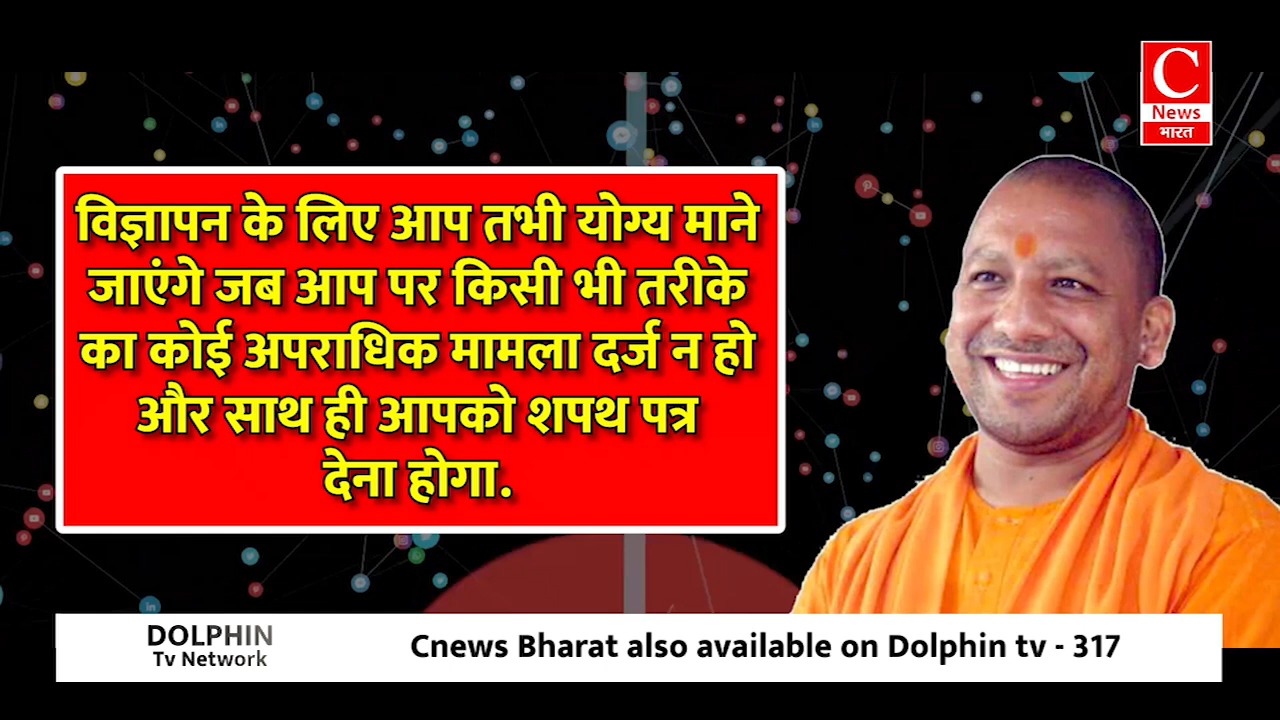 C
News
भारत
विज्ञापन के लिए आप तभी योग्य माने
जाएंगे जब आप पर किसी भी तरीके
का कोई अपराधिक मामला दर्ज न हो
और साथ ही आपको शपथ पत्र
देना होगा.
DOLPHIN
Tv Network
Cnews Bharat also available on Dolphin tv - 317